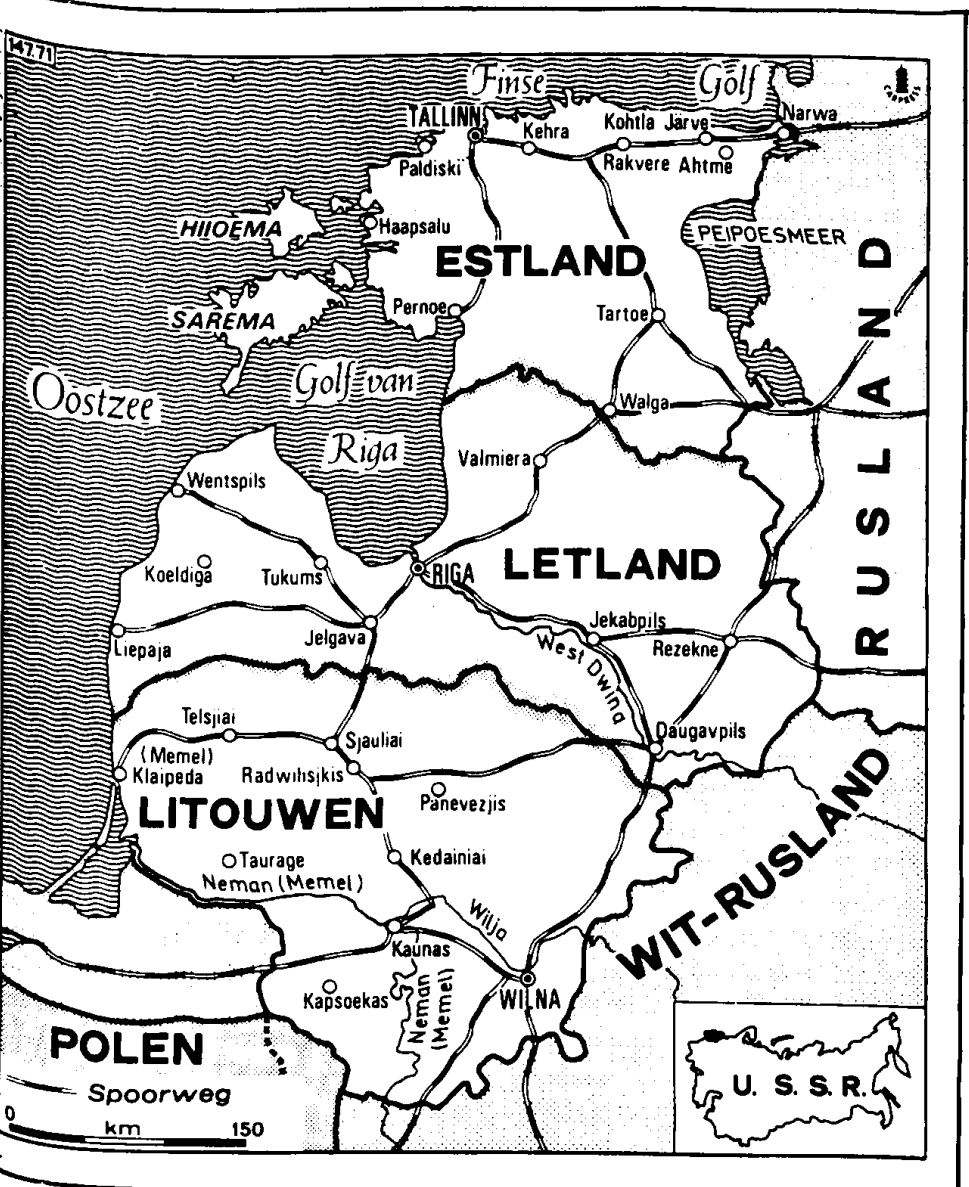 147.71
Finse Golf
CARPRESS
TALLINN
Kehra
Kohtla Järve
Narwa
Paldiski
Rakvere
Ahtme
HIIOEMA
Haapsalu
PEIPOESMEER
ESTLAND
SAREMA
Pernoe
Tartoe
RUSLAND
Oostzee
Golf van
Riga
Walga
Valmiera
Wentspils
Koeldiga
Tukums
RIGA
LETLAND
Liepaja
Jelgava
Jekabpils
West Dwina
Rezekne
Telsjiai
(Memel)
Klaipeda
Sjauliai
Radwilisjkis
Daugavpils
Panevezjis
LITOUWEN
Taurage
Neman (Memel)
Kedainiai
WIT-RUSLAND
Wilja
Kaunas
Kapsoekas
Neman
(Memel)
WILNA
POLEN
Spoorweg
0 km 150
U. S. S. R.